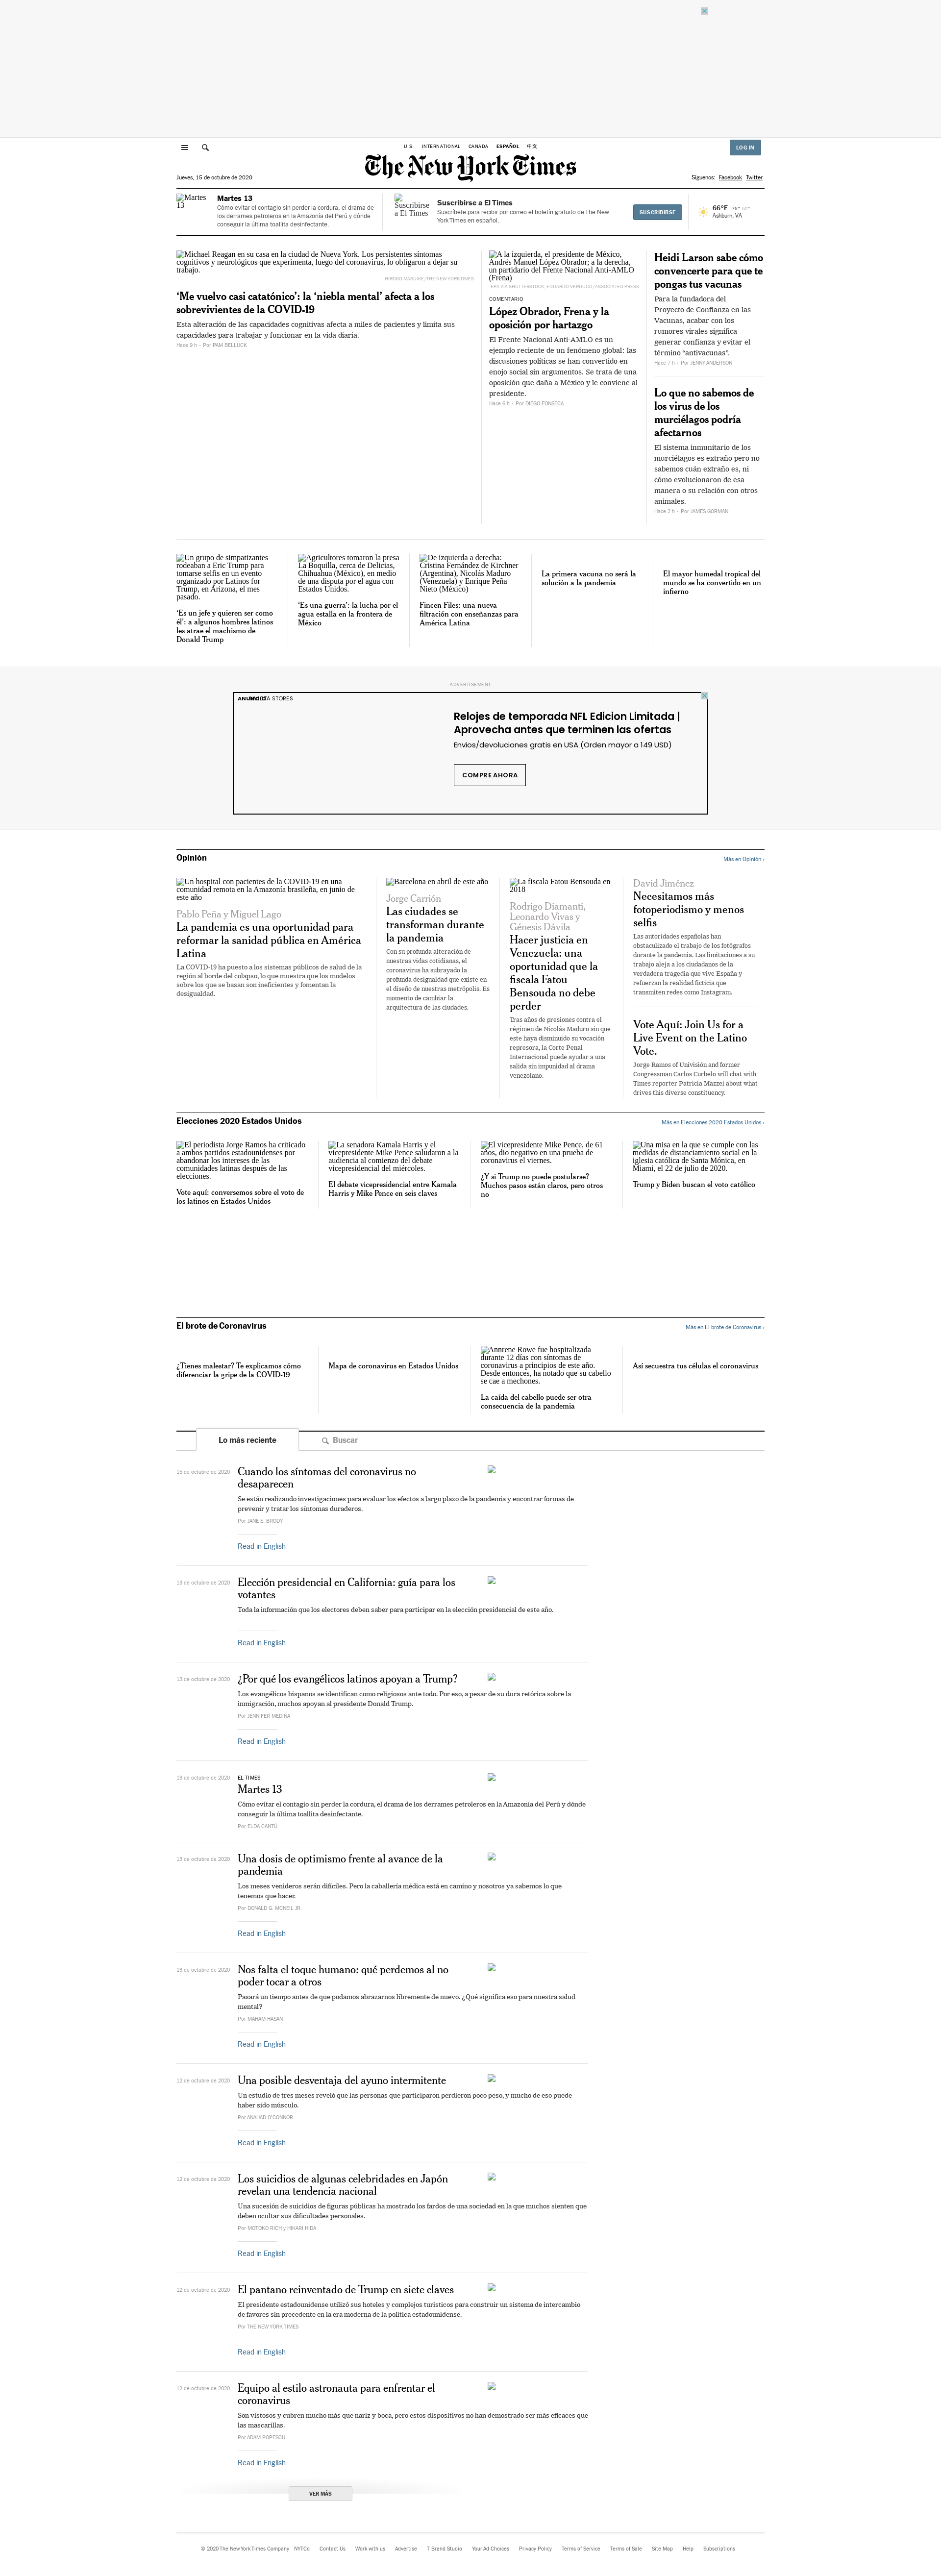 U.S. INTERNATIONAL CANADA ESPAÑOL 中文
LOG IN
The New York Times
Jueves, 15 de octubre de 2020
Síguenos: Facebook Twitter
Martes 13
Martes 13
Cómo evitar el contagio sin perder la cordura, el drama de los derrames petroleros en la Amazonía del Perú y dónde conseguir la última toallita desinfectante.
Suscribirse a El Times
Suscribirse a El Times
Suscríbete para recibir por correo el boletín gratuito de The New York Times en español.
SUSCRIBIRSE
66°F 75° 52°
Ashburn, VA
Michael Reagan en su casa en la ciudad de Nueva York. Los persistentes síntomas cognitivos y neurológicos que experimenta, luego del coronavirus, lo obligaron a dejar su trabajo.
HIROKO MASUIKE/THE NEW YORK TIMES
‘Me vuelvo casi catatónico’: la ‘niebla mental’ afecta a los sobrevivientes de la COVID-19
Esta alteración de las capacidades cognitivas afecta a miles de pacientes y limita sus capacidades para trabajar y funcionar en la vida diaria.
Hace 9 h - Por PAM BELLUCK
A la izquierda, el presidente de México, Andrés Manuel López Obrador; a la derecha, un partidario del Frente Nacional Anti-AMLO (Frena)
EPA VÍA SHUTTERSTOCK; EDUARDO VERDUGO/ASSOCIATED PRESS
COMENTARIO
López Obrador, Frena y la oposición por hartazgo
El Frente Nacional Anti-AMLO es un ejemplo reciente de un fenómeno global: las discusiones políticas se han convertido en enojo social sin argumentos. Se trata de una oposición que daña a México y le conviene al presidente.
Hace 6 h - Por DIEGO FONSECA
Heidi Larson sabe cómo convencerte para que te pongas tus vacunas
Para la fundadora del Proyecto de Confianza en las Vacunas, acabar con los rumores virales significa generar confianza y evitar el término “antivacunas”.
Hace 7 h - Por JENNY ANDERSON
Lo que no sabemos de los virus de los murciélagos podría afectarnos
El sistema inmunitario de los murciélagos es extraño pero no sabemos cuán extraño es, ni cómo evolucionaron de esa manera o su relación con otros animales.
Hace 2 h - Por JAMES GORMAN
Un grupo de simpatizantes rodeaban a Eric Trump para tomarse selfis en un evento organizado por Latinos for Trump, en Arizona, el mes pasado.
‘Es un jefe y quieren ser como él’: a algunos hombres latinos les atrae el machismo de Donald Trump
Agricultores tomaron la presa La Boquilla, cerca de Delicias, Chihuahua (México), en medio de una disputa por el agua con Estados Unidos.
‘Es una guerra’: la lucha por el agua estalla en la frontera de México
De izquierda a derecha: Cristina Fernández de Kirchner (Argentina), Nicolás Maduro (Venezuela) y Enrique Peña Nieto (México)
Fincen Files: una nueva filtración con enseñanzas para América Latina
La primera vacuna no será la solución a la pandemia
El mayor humedal tropical del mundo se ha convertido en un infierno
ADVERTISEMENT
ANUNCIO
STORES
Relojes de temporada NFL Edicion Limitada | Aprovecha antes que terminen las ofertas
Envios/devoluciones gratis en USA (Orden mayor a 149 USD)
COMPRE AHORA
Opinión
Más en Opinión ›
Un hospital con pacientes de la COVID-19 en una comunidad remota en la Amazonía brasileña, en junio de este año
Pablo Peña y Miguel Lago
La pandemia es una oportunidad para reformar la sanidad pública en América Latina
La COVID-19 ha puesto a los sistemas públicos de salud de la región al borde del colapso, lo que muestra que los modelos sobre los que se basan son ineficientes y fomentan la desigualdad.
Barcelona en abril de este año
Jorge Carrión
Las ciudades se transforman durante la pandemia
Con su profunda alteración de nuestras vidas cotidianas, el coronavirus ha subrayado la profunda desigualdad que existe en el diseño de nuestras metrópolis. Es momento de cambiar la arquitectura de las ciudades.
La fiscala Fatou Bensouda en 2018
Rodrigo Diamanti, Leonardo Vivas y Génesis Dávila
Hacer justicia en Venezuela: una oportunidad que la fiscala Fatou Bensouda no debe perder
Tras años de presiones contra el régimen de Nicolás Maduro sin que este haya disminuido su vocación represora, la Corte Penal Internacional puede ayudar a una salida sin impunidad al drama venezolano.
David Jiménez
Necesitamos más fotoperiodismo y menos selfis
Las autoridades españolas han obstaculizado el trabajo de los fotógrafos durante la pandemia. Las limitaciones a su trabajo aleja a los ciudadanos de la verdadera tragedia que vive España y refuerzan la realidad ficticia que transmiten redes como Instagram.
Vote Aquí: Join Us for a Live Event on the Latino Vote.
Jorge Ramos of Univisión and former Congressman Carlos Curbelo will chat with Times reporter Patricia Mazzei about what drives this diverse constituency.
Elecciones 2020 Estados Unidos
Más en Elecciones 2020 Estados Unidos ›
El periodista Jorge Ramos ha criticado a ambos partidos estadounidenses por abandonar los intereses de las comunidades latinas después de las elecciones.
Vote aquí: conversemos sobre el voto de los latinos en Estados Unidos
La senadora Kamala Harris y el vicepresidente Mike Pence saludaron a la audiencia al comienzo del debate vicepresidencial del miércoles.
El debate vicepresidencial entre Kamala Harris y Mike Pence en seis claves
El vicepresidente Mike Pence, de 61 años, dio negativo en una prueba de coronavirus el viernes.
¿Y si Trump no puede postularse? Muchos pasos están claros, pero otros no
Una misa en la que se cumple con las medidas de distanciamiento social en la iglesia católica de Santa Mónica, en Miami, el 22 de julio de 2020.
Trump y Biden buscan el voto católico
El brote de Coronavirus
Más en El brote de Coronavirus ›
¿Tienes malestar? Te explicamos cómo diferenciar la gripe de la COVID-19
Mapa de coronavirus en Estados Unidos
Annrene Rowe fue hospitalizada durante 12 días con síntomas de coronavirus a principios de este año. Desde entonces, ha notado que su cabello se cae a mechones.
La caída del cabello puede ser otra consecuencia de la pandemia
Así secuestra tus células el coronavirus
Lo más reciente
Buscar
15 de octubre de 2020
Cuando los síntomas del coronavirus no desaparecen
Se están realizando investigaciones para evaluar los efectos a largo plazo de la pandemia y encontrar formas de prevenir y tratar los síntomas duraderos.
Por JANE E. BRODY
Read in English
13 de octubre de 2020
Elección presidencial en California: guía para los votantes
Toda la información que los electores deben saber para participar en la elección presidencial de este año.
Read in English
13 de octubre de 2020
¿Por qué los evangélicos latinos apoyan a Trump?
Los evangélicos hispanos se identifican como religiosos ante todo. Por eso, a pesar de su dura retórica sobre la inmigración, muchos apoyan al presidente Donald Trump.
Por JENNIFER MEDINA
Read in English
13 de octubre de 2020
EL TIMES
Martes 13
Cómo evitar el contagio sin perder la cordura, el drama de los derrames petroleros en la Amazonía del Perú y dónde conseguir la última toallita desinfectante.
Por ELDA CANTÚ
13 de octubre de 2020
Una dosis de optimismo frente al avance de la pandemia
Los meses venideros serán difíciles. Pero la caballería médica está en camino y nosotros ya sabemos lo que tenemos que hacer.
Por DONALD G. MCNEIL JR.
Read in English
13 de octubre de 2020
Nos falta el toque humano: qué perdemos al no poder tocar a otros
Pasará un tiempo antes de que podamos abrazarnos libremente de nuevo. ¿Qué significa eso para nuestra salud mental?
Por MAHAM HASAN
Read in English
12 de octubre de 2020
Una posible desventaja del ayuno intermitente
Un estudio de tres meses reveló que las personas que participaron perdieron poco peso, y mucho de eso puede haber sido músculo.
Por ANAHAD O’CONNOR
Read in English
12 de octubre de 2020
Los suicidios de algunas celebridades en Japón revelan una tendencia nacional
Una sucesión de suicidios de figuras públicas ha mostrado los fardos de una sociedad en la que muchos sienten que deben ocultar sus dificultades personales.
Por MOTOKO RICH y HIKARI HIDA
Read in English
12 de octubre de 2020
El pantano reinventado de Trump en siete claves
El presidente estadounidense utilizó sus hoteles y complejos turísticos para construir un sistema de intercambio de favores sin precedente en la era moderna de la política estadounidense.
Por THE NEW YORK TIMES
Read in English
12 de octubre de 2020
Equipo al estilo astronauta para enfrentar el coronavirus
Son vistosos y cubren mucho más que nariz y boca, pero estos dispositivos no han demostrado ser más eficaces que las mascarillas.
Por ADAM POPESCU
Read in English
VER MÁS
© 2020 The New York Times Company NYTCo Contact Us Work with us Advertise T Brand Studio Your Ad Choices Privacy Policy Terms of Service Terms of Sale Site Map Help Subscriptions